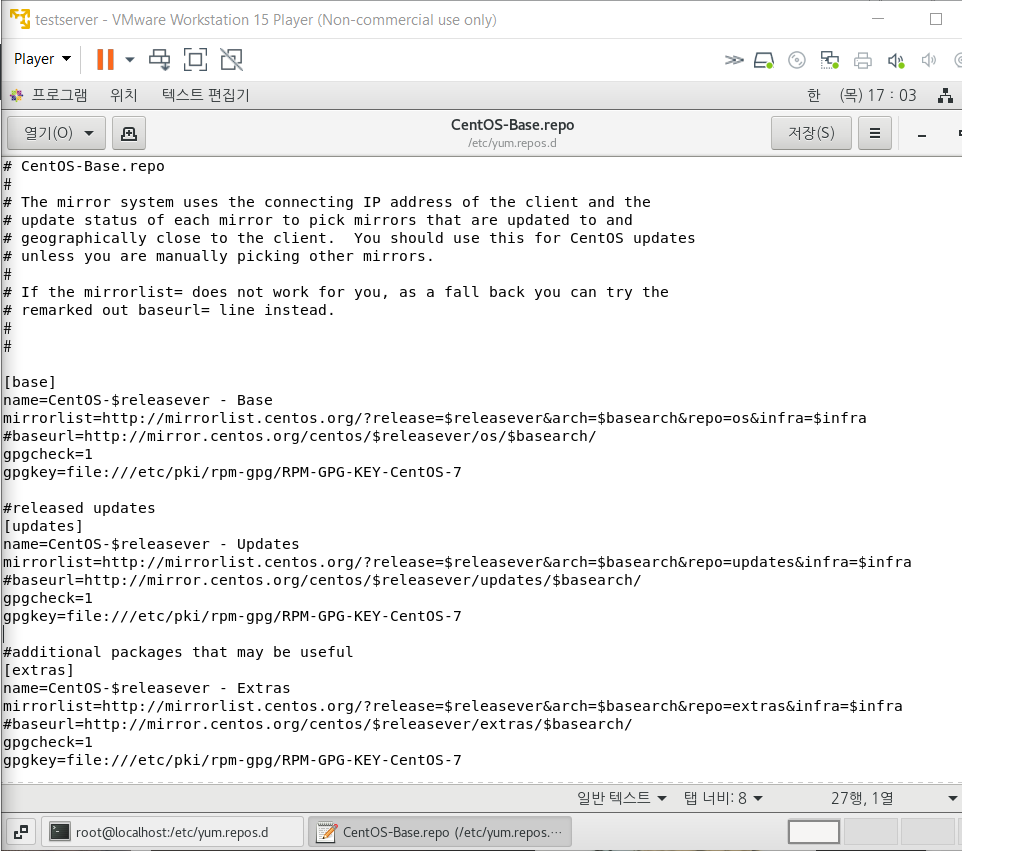 testserver - VMware Workstation 15 Player (Non-commercial use only)
Player
프로그램 위치 텍스트 편집기 한 (목) 17 : 03
열기(O) CentOS-Base.repo 저장(S)
/etc/yum.repos.d
# CentOS-Base.repo
#
# The mirror system uses the connecting IP address of the client and the
# update status of each mirror to pick mirrors that are updated to and
# geographically close to the client.  You should use this for CentOS updates
# unless you are manually picking other mirrors.
#
# If the mirrorlist= does not work for you, as a fall back you can try the
# remarked out baseurl= line instead.
#
#
[base]
name=CentOS-$releasever - Base
mirrorlist=http://mirrorlist.centos.org/?release=$releasever&arch=$basearch&repo=os&infra=$infra
#baseurl=http://mirror.centos.org/centos/$releasever/os/$basearch/
gpgcheck=1
gpgkey=file:///etc/pki/rpm-gpg/RPM-GPG-KEY-CentOS-7
#released updates
[updates]
name=CentOS-$releasever - Updates
mirrorlist=http://mirrorlist.centos.org/?release=$releasever&arch=$basearch&repo=updates&infra=$infra
#baseurl=http://mirror.centos.org/centos/$releasever/updates/$basearch/
gpgcheck=1
gpgkey=file:///etc/pki/rpm-gpg/RPM-GPG-KEY-CentOS-7
#additional packages that may be useful
[extras]
name=CentOS-$releasever - Extras
mirrorlist=http://mirrorlist.centos.org/?release=$releasever&arch=$basearch&repo=extras&infra=$infra
#baseurl=http://mirror.centos.org/centos/$releasever/extras/$basearch/
gpgcheck=1
gpgkey=file:///etc/pki/rpm-gpg/RPM-GPG-KEY-CentOS-7
일반 텍스트 탭 너비: 8 27행, 1열
root@localhost:/etc/yum.repos.d CentOS-Base.repo (/etc/yum.repos.…